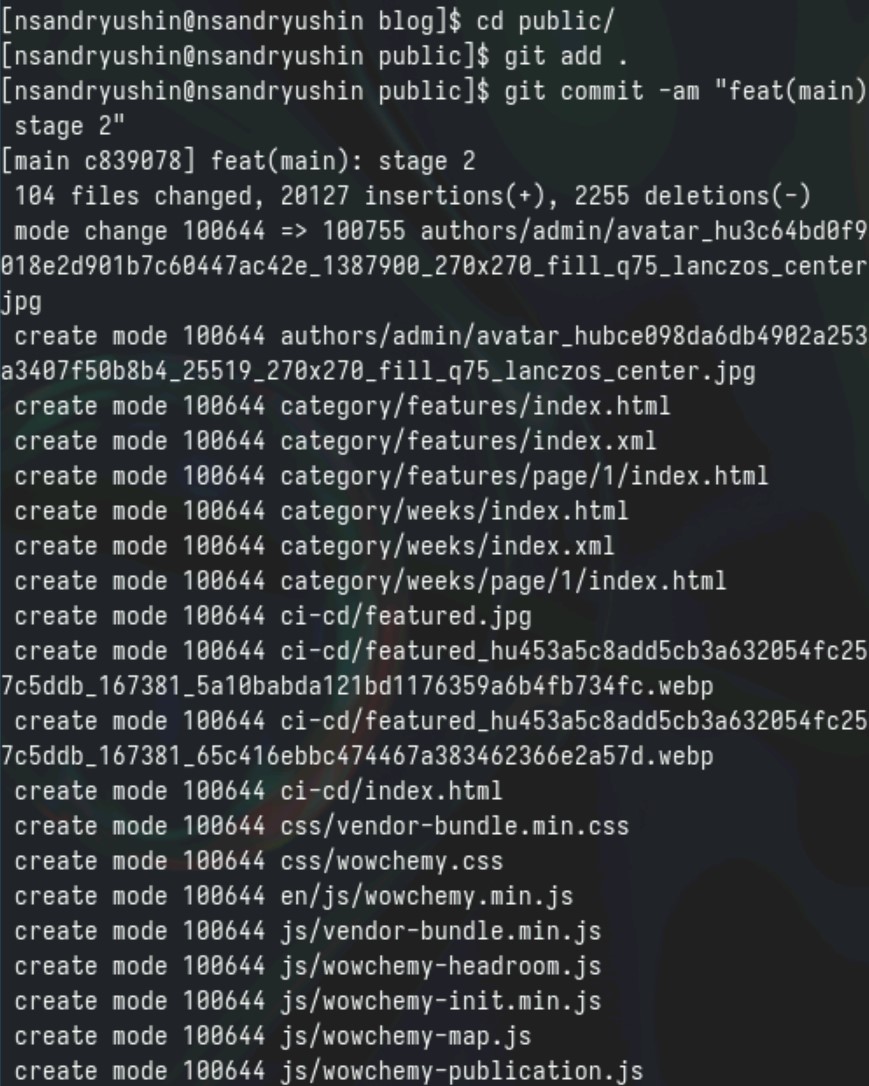 [nsandryushin@nsandryushin blog]$ cd public/
[nsandryushin@nsandryushin public]$ git add .
[nsandryushin@nsandryushin public]$ git commit -am "feat(main)
 stage 2"
[main c839078] feat(main): stage 2
 104 files changed, 20127 insertions(+), 2255 deletions(-)
 mode change 100644 => 100755 authors/admin/avatar_hu3c64bd0f9
018e2d901b7c60447ac42e_1387900_270x270_fill_q75_lanczos_center
jpg
 create mode 100644 authors/admin/avatar_hubce098da6db4902a253
a3407f50b8b4_25519_270x270_fill_q75_lanczos_center.jpg
 create mode 100644 category/features/index.html
 create mode 100644 category/features/index.xml
 create mode 100644 category/features/page/1/index.html
 create mode 100644 category/weeks/index.html
 create mode 100644 category/weeks/index.xml
 create mode 100644 category/weeks/page/1/index.html
 create mode 100644 ci-cd/featured.jpg
 create mode 100644 ci-cd/featured_hu453a5c8add5cb3a632054fc25
7c5ddb_167381_5a10babda121bd1176359a6b4fb734fc.webp
 create mode 100644 ci-cd/featured_hu453a5c8add5cb3a632054fc25
7c5ddb_167381_65c416ebbc474467a383462366e2a57d.webp
 create mode 100644 ci-cd/index.html
 create mode 100644 css/vendor-bundle.min.css
 create mode 100644 css/wowchemy.css
 create mode 100644 en/js/wowchemy.min.js
 create mode 100644 js/vendor-bundle.min.js
 create mode 100644 js/wowchemy-headroom.js
 create mode 100644 js/wowchemy-init.min.js
 create mode 100644 js/wowchemy-map.js
 create mode 100644 js/wowchemy-publication.js